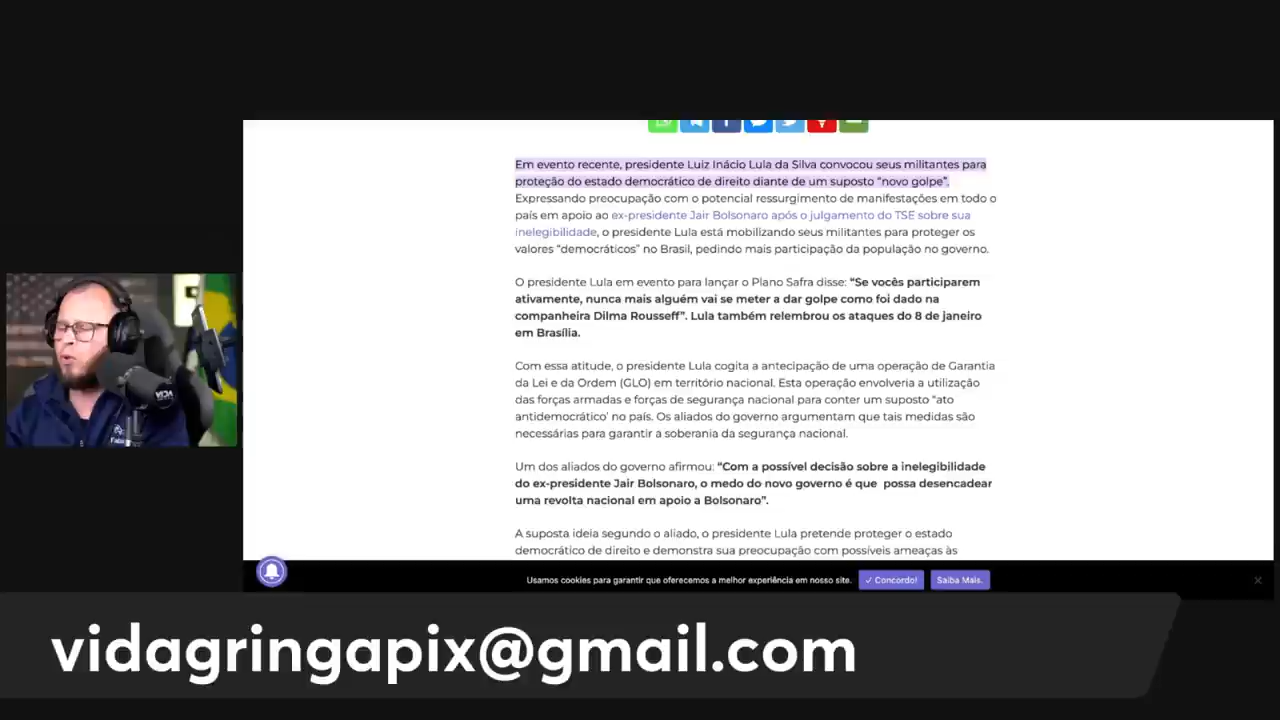 Em evento recente, presidente Luiz Inácio Lula da Silva convocou seus militantes para
proteção do estado democrático de direito diante de um suposto “novo golpe”.
Expressando preocupação com o potencial ressurgimento de manifestações em todo o
país em apoio ao ex-presidente Jair Bolsonaro após o julgamento do TSE sobre sua
inelegibilidade, o presidente Lula está mobilizando seus militantes para proteger os
valores “democráticos” no Brasil, pedindo mais participação da população no governo.
O presidente Lula em evento para lançar o Plano Safra disse: “Se vocês participarem
ativamente, nunca mais alguém vai se meter a dar golpe como foi dado na
companheira Dilma Rousseff”. Lula também relembrou os ataques do 8 de janeiro
em Brasília.
Com essa atitude, o presidente Lula cogita a antecipação de uma operação de Garantia
da Lei e da Ordem (GLO) em território nacional. Esta operação envolveria a utilização
das forças armadas e forças de segurança nacional para conter um suposto “ato
antidemocrático’ no país. Os aliados do governo argumentam que tais medidas são
necessárias para garantir a soberania da segurança nacional.
Um dos aliados do governo afirmou: “Com a possível decisão sobre a inelegibilidade
do ex-presidente Jair Bolsonaro, o medo do novo governo é que possa desencadear
uma revolta nacional em apoio a Bolsonaro”.
A suposta ideia segundo o aliado, o presidente Lula pretende proteger o estado
democrático de direito e demonstra sua preocupação com possíveis ameaças às
Usamos cookies para garantir que oferecemos a melhor experiência em nosso site.
✓ Concordo!
Saiba Mais.
VIDA
vidagringapix@gmail.com